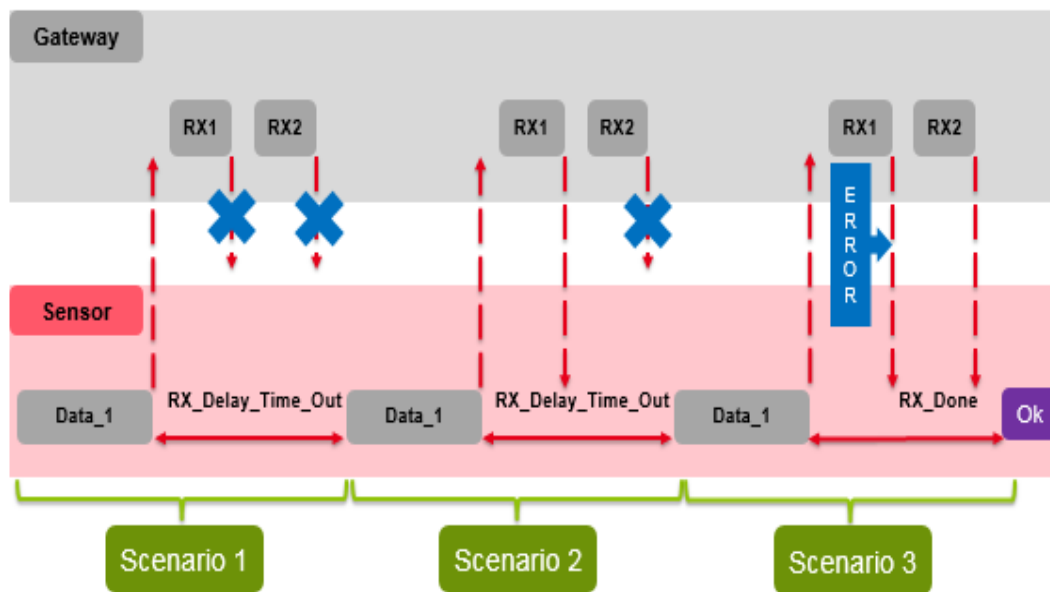 Gateway
RX1
RX2
RX1
RX2
RX1
RX2
ERROR
Sensor
Data_1
RX_Delay_Time_Out
Data_1
RX_Delay_Time_Out
Data_1
RX_Done
Ok
Scenario 1
Scenario 2
Scenario 3